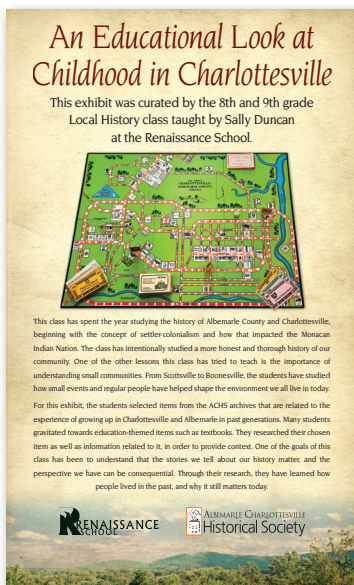 An Educational Look at
Childhood in Charlottesville
This exhibit was curated by the 8th and 9th grade
Local History class taught by Sally Duncan
at the Renaissance School.
This class has spent the year studying the history of Albemarle County and Charlottesville,
beginning with the concept of settler-colonialism and how that impacted the Monacan
Indian Nation. The class has intentionally studied a more honest and thorough history of our
community. One of the other lessons this class has tried to teach is the importance of
understanding small communities. From Scottsville to Boonesville, the students have studied
how small events and regular people have helped shape the environment we all live in today.
For this exhibit, the students selected items from the ACHS archives that are related to the
experience of growing up in Charlottesville and Albemarle in past generations. Many students
gravitated towards education-themed items such as textbooks. They researched their chosen
item as well as information related to it, in order to provide context. One of the goals of this
class has been to understand that the stories we tell about our history matter, and the
perspective we have can be consequential. Through their research, they have learned how
people lived in the past, and why it still matters today.
RENAISSANCE
SCHOOL
ALBEMARLE CHARLOTTESVILLE
Historical Society